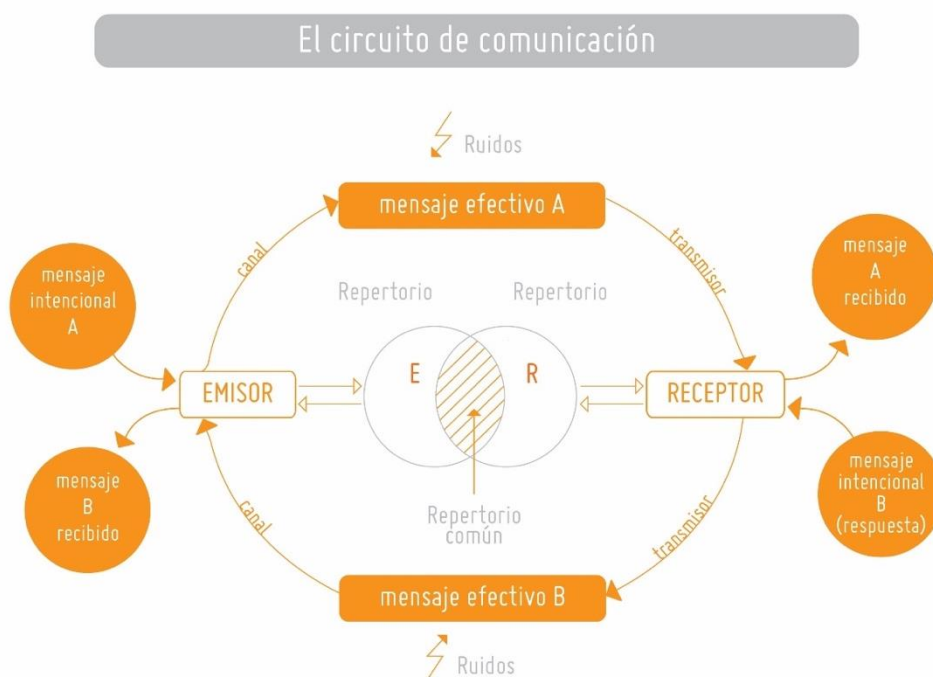 El circuito de comunicación
Ruidos
mensaje efectivo A
canal
transmisor
mensaje
intencional
A
mensaje
A
recibido
Repertorio
Repertorio
E
R
EMISOR
RECEPTOR
mensaje
B
recibido
mensaje
intencional
B
(respuesta)
canal
transmisor
Repertorio
común
mensaje efectivo B
Ruidos